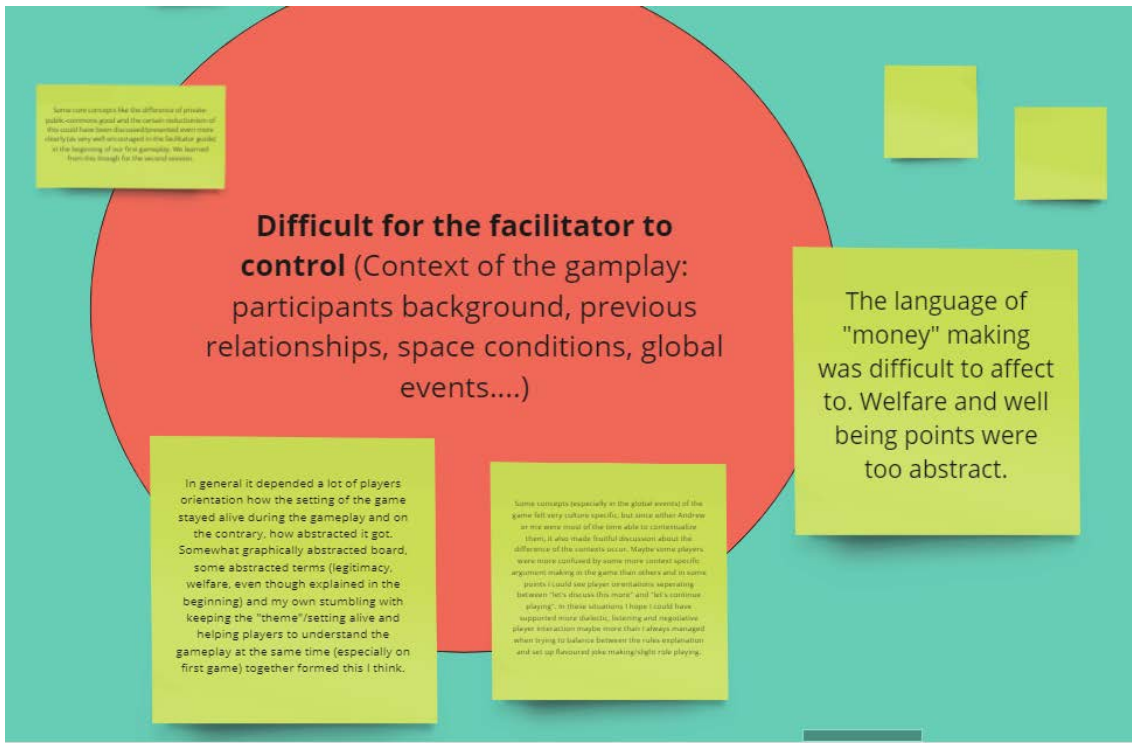 Some core concepts like the difference of private-
public-commons good and the certain reductionism of
this could have been discussed/presented even more
clearly (as very well encouraged in the facilitator guide)
in the beginning of our first gameplay. We learned
from this though for the second session.
Difficult for the facilitator to
control (Context of the gamplay:
participants background, previous
relationships, space conditions, global
events....)
The language of
"money" making
was difficult to affect
to. Welfare and well
being points were
too abstract.
In general it depended a lot of players
orientation how the setting of the game
stayed alive during the gameplay and on
the contrary, how abstracted it got.
Somewhat graphically abstracted board,
some abstracted terms (legitimacy,
welfare, even though explained in the
beginning) and my own stumbling with
keeping the "theme"/setting alive and
helping players to understand the
gameplay at the same time (especially on
first game) together formed this I think.
Some concepts (especially in the global events) of the
game felt very culture specific, but since either Andrew
or me were most of the time able to contextualize
them, it also made fruitful discussion about the
difference of the contexts occur. Maybe some players
were more confused by some more context specific
argument making in the game than others and in some
points I could see player orientations seperating
between "let's discuss this more" and "let's continue
playing". In these situations I hope I could have
supported more dialectic, listening and negotiative
player interaction maybe more than I always managed
when trying to balance between the rules explanation
and set up flavoured joke making/slight role playing.